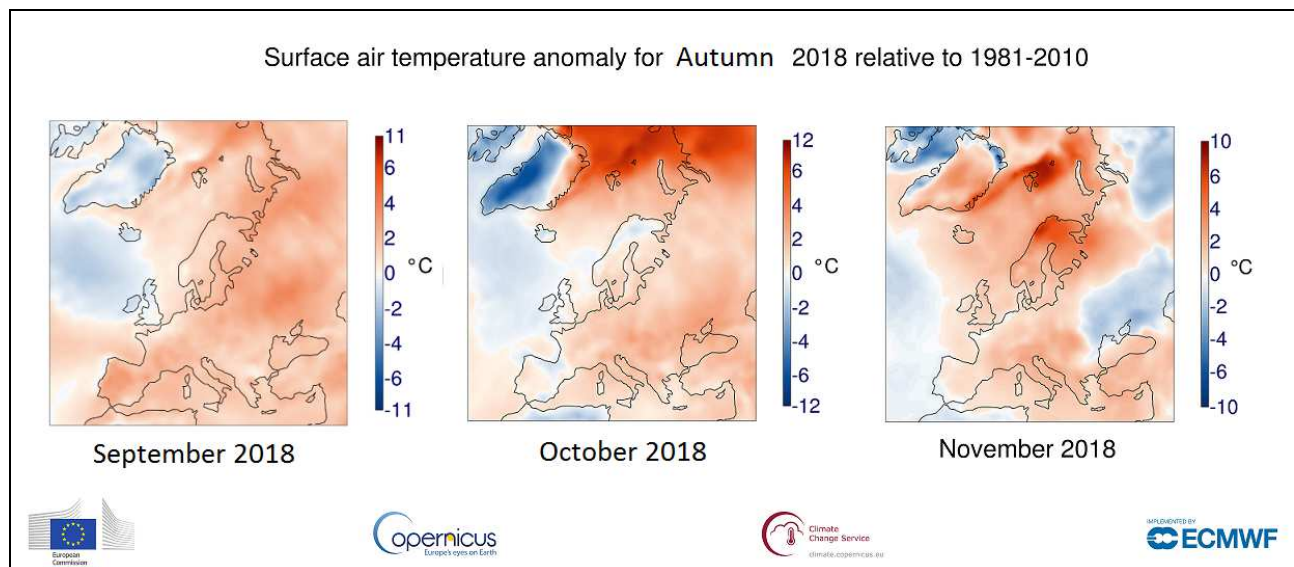 Surface air temperature anomaly for Autumn 2018 relative to 1981-2010
11
6
4
2
0
-2
-4
-6
-11
°C
12
6
4
2
0
-2
-4
-6
-12
°C
10
6
4
2
0
-2
-4
-6
-10
°C
September 2018
October 2018
November 2018
European
Commission
Copernicus
Europe's eyes on Earth
Climate
Change Service
climate.copernicus.eu
IMPLEMENTED BY
ECMWF